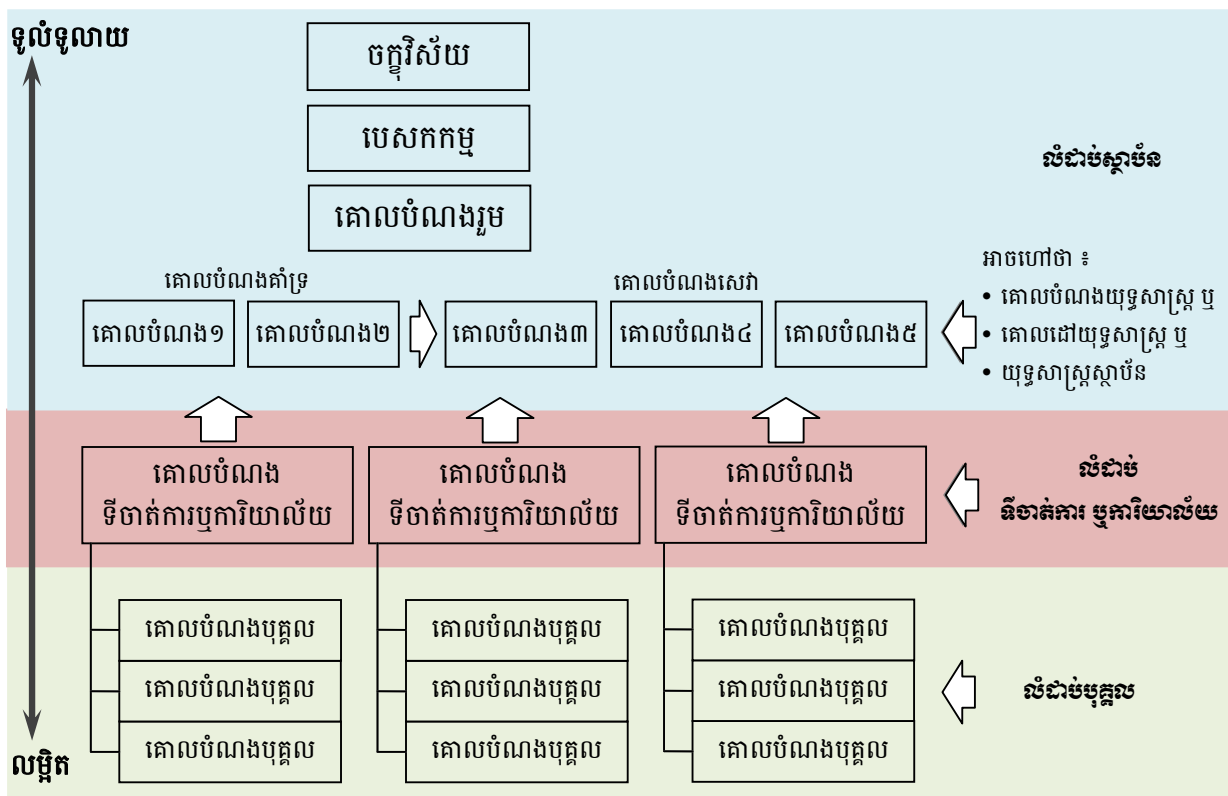 ទូលំទូលាយ
ចក្ខុវិស័យ
បេសកកម្ម
លំដាប់ស្ថាប័ន
គោលបំណងរួម
គោលបំណងគាំទ្រ
គោលបំណងសេវា
អាចហៅថា ៖
• គោលបំណងយុទ្ធសាស្ត្រ ឬ
• គោលដៅយុទ្ធសាស្ត្រ ឬ
• យុទ្ធសាស្ត្រស្ថាប័ន
គោលបំណង១
គោលបំណង២
គោលបំណង៣
គោលបំណង៤
គោលបំណង៥
គោលបំណង
ទីចាត់ការឬការិយាល័យ
គោលបំណង
ទីចាត់ការឬការិយាល័យ
គោលបំណង
ទីចាត់ការឬការិយាល័យ
លំដាប់
ទីចាត់ការ ឬការិយាល័យ
គោលបំណងបុគ្គល
គោលបំណងបុគ្គល
គោលបំណងបុគ្គល
គោលបំណងបុគ្គល
គោលបំណងបុគ្គល
គោលបំណងបុគ្គល
គោលបំណងបុគ្គល
គោលបំណងបុគ្គល
គោលបំណងបុគ្គល
លំដាប់បុគ្គល
លម្អិត